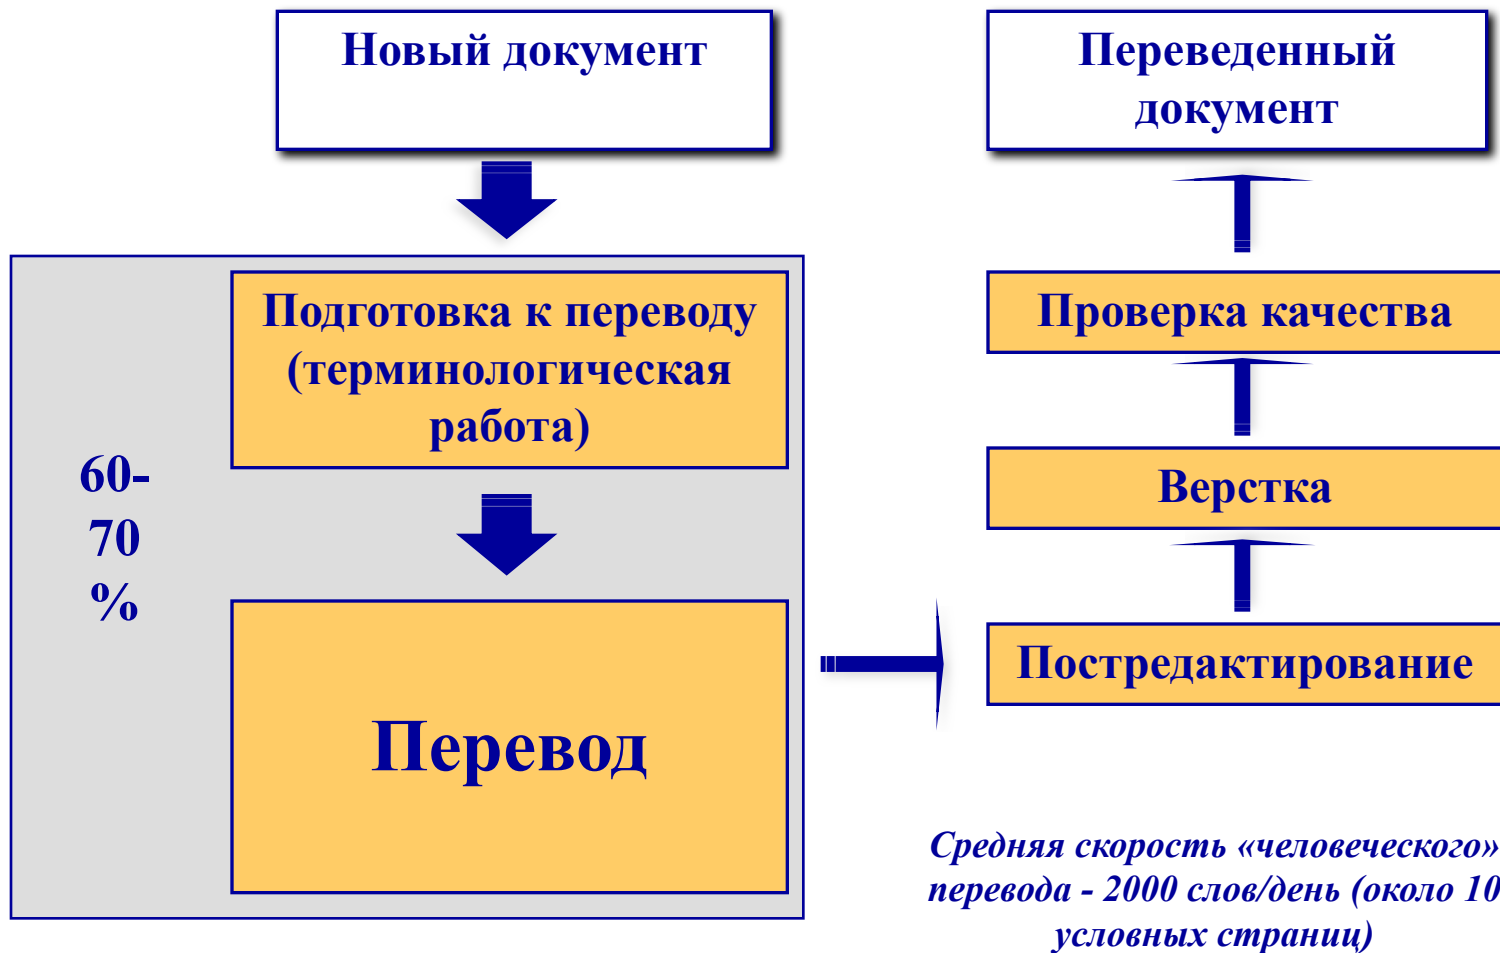 Новый документ
Подготовка к переводу
(терминологическая
работа)
60-
70
%
Перевод
Переведенный
документ
Проверка качества
Верстка
Постредактирование
Средняя скорость «человеческого»
перевода - 2000 слов/день (около 10
условных страниц)